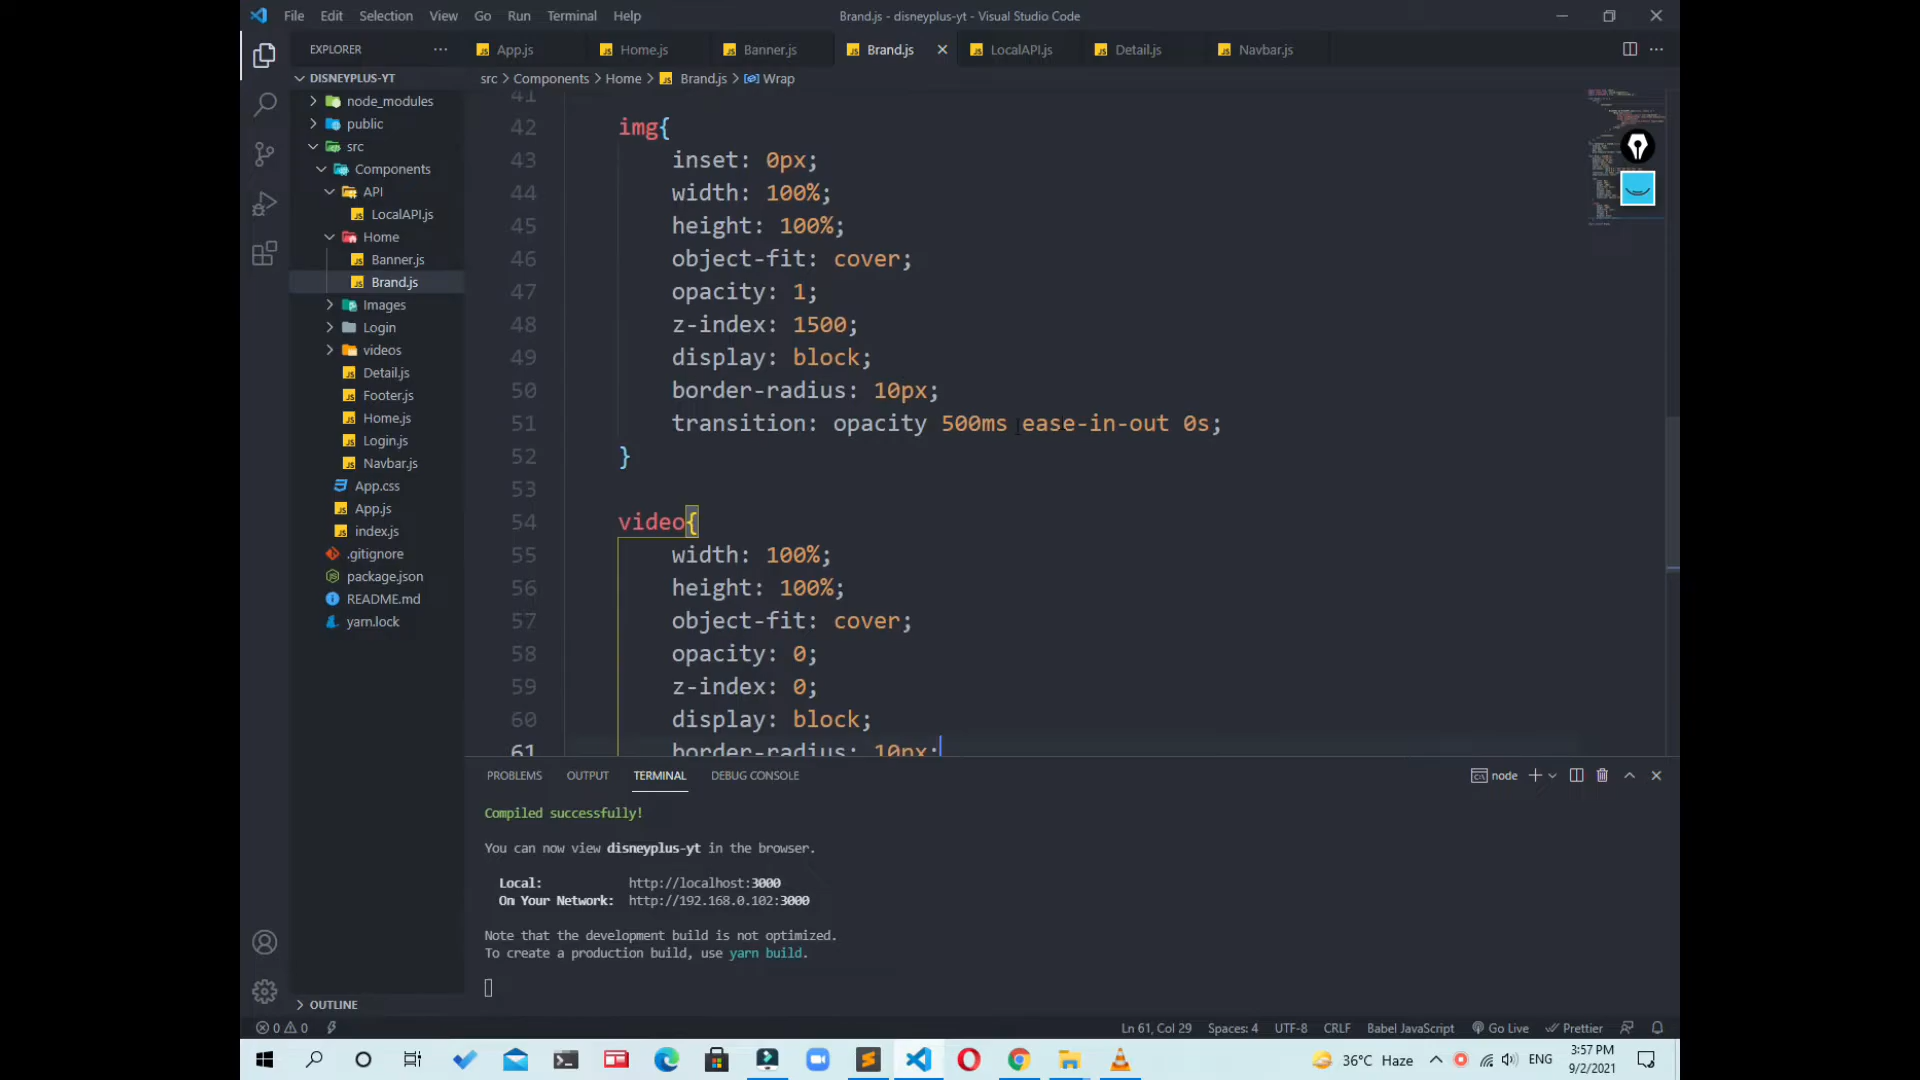 File Edit Selection View Go Run Terminal Help
Brand.js - disneyplus-yt - Visual Studio Code
EXPLORER
App.js Home.js Banner.js Brand.js LocalAPI.js Detail.js Navbar.js
DISNEYPLUS-YT
src > Components > Home > Brand.js > Wrap
node_modules
public
src
Components
API
LocalAPI.js
Home
Banner.js
Brand.js
Images
Login
videos
Detail.js
Footer.js
Home.js
Login.js
Navbar.js
App.css
App.js
index.js
.gitignore
package.json
README.md
yarn.lock
OUTLINE
41
42 img{
43 inset: 0px;
44 width: 100%;
45 height: 100%;
46 object-fit: cover;
47 opacity: 1;
48 z-index: 1500;
49 display: block;
50 border-radius: 10px;
51 transition: opacity 500ms ease-in-out 0s;
52 }
53
54 video{
55 width: 100%;
56 height: 100%;
57 object-fit: cover;
58 opacity: 0;
59 z-index: 0;
60 display: block;
61 border-radius: 10px;
PROBLEMS OUTPUT TERMINAL DEBUG CONSOLE
node
Compiled successfully!
You can now view disneyplus-yt in the browser.
Local: http://localhost:3000
On Your Network: http://192.168.0.102:3000
Note that the development build is not optimized.
To create a production build, use yarn build.
0 0
Ln 61, Col 29 Spaces: 4 UTF-8 CRLF Babel JavaScript Go Live Prettier
36°C Haze ENG
3:57 PM
9/2/2021